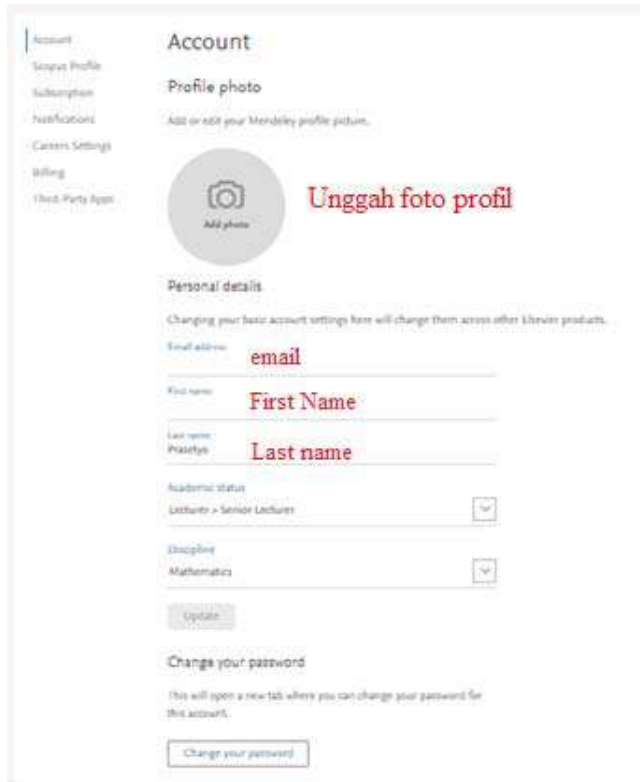 Account
Scopus Profile
Subscription
Notifications
Careers Settings
Billing
Third-Party Apps
Account
Profile photo
Add or edit your Mendeley profile picture.
Add photo
Unggah foto profil
Personal details
Changing your basic account settings here will change them across other Elsevier products.
Email address
email
First name
First Name
Last name
Prasetyo
Last name
Academic status
Lecturer > Senior Lecturer
Discipline
Mathematics
Update
Change your password
This will open a new tab where you can change your password for
this account.
Change your password